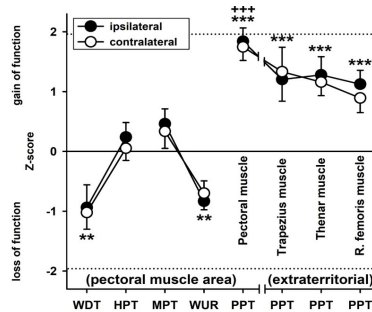 ipsilateral
contralateral
gain of function
Z-score
loss of function
2
1
0
-1
-2
+++
***
***
***
***
**
**
Pectoral muscle
Trapezius muscle
Thenar muscle
R. femoris muscle
(pectoral muscle area)
(extraterritorial)
WDT HPT MPT WUR PPT PPT PPT PPT